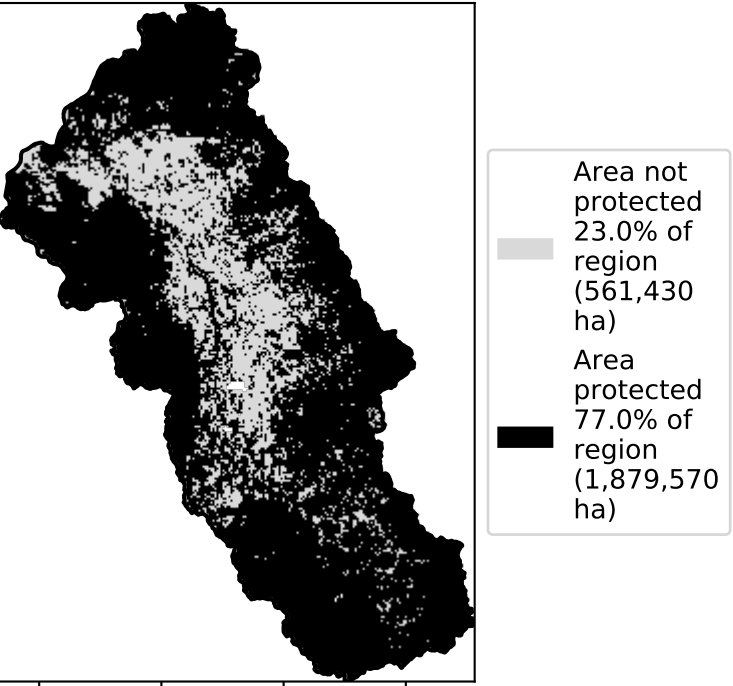 Area not
protected
23.0% of
region
(561,430
ha)
Area
protected
77.0% of
region
(1,879,570
ha)